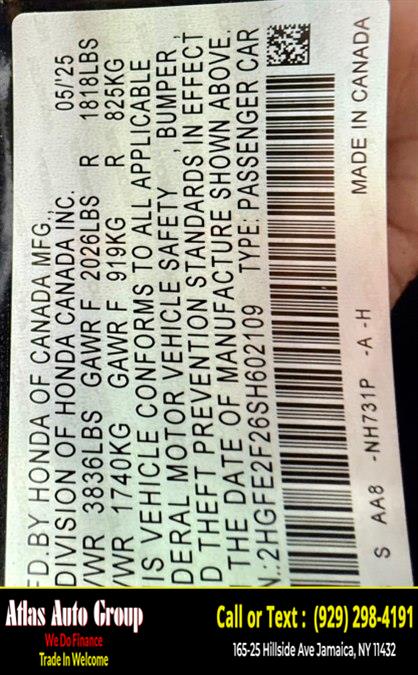 FD.BY HONDA OF CANADA MFG., 05/25
DIVISION OF HONDA CANADA INC.
VWR 3836LBS GAWR F 2026LBS R 1818LBS
VWR 1740KG GAWR F 919KG R 825KG
IS VEHICLE CONFORMS TO ALL APPLICABLE
DERAL MOTOR VEHICLE SAFETY , BUMPER ,
D THEFT PREVENTION STANDARDS IN EFFECT
THE DATE OF MANUFACTURE SHOWN ABOVE.
N.:2HGFE2F26SH602109 TYPE: PASSENGER CAR
S AA8 -NH731P -A -H MADE IN CANADA
Atlas Auto Group
We Do Finance
Trade In Welcome
Call or Text : (929) 298-4191
165-25 Hillside Ave Jamaica, NY 11432